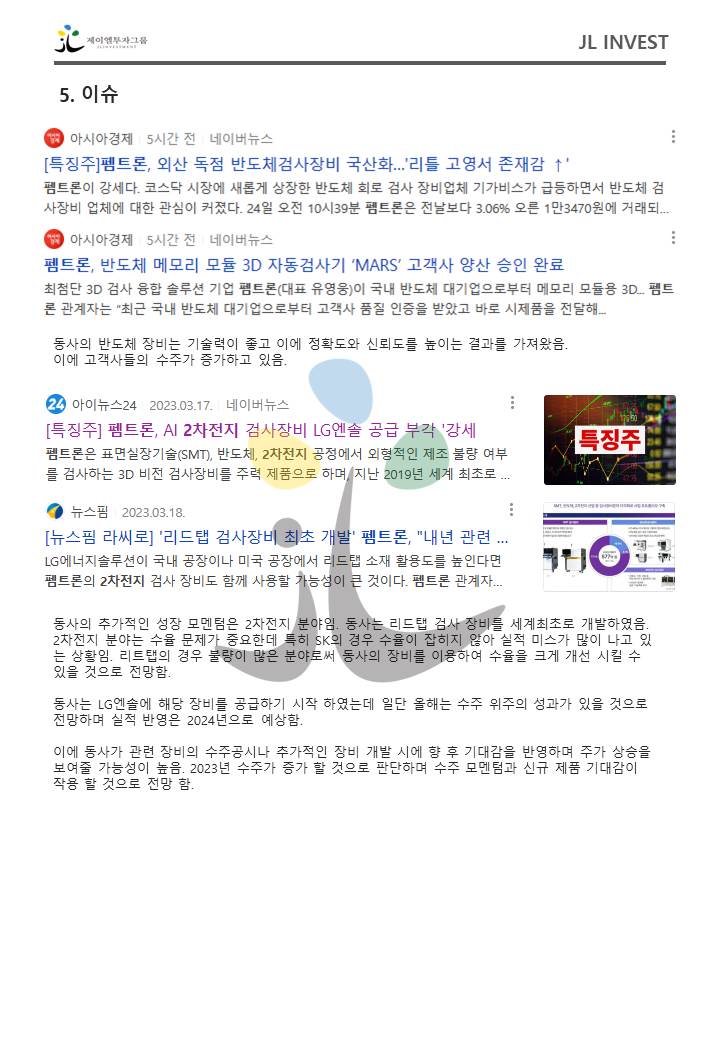 제이엘투자그룹
JL INVESTMENT
JL INVEST
5. 이슈
아시아경제 5시간 전 네이버뉴스
[특징주]펨트론, 외산 독점 반도체검사장비 국산화…'리틀 고영서 존재감 ↑'
펨트론이 강세다. 코스닥 시장에 새롭게 상장한 반도체 회로 검사 장비업체 기가비스가 급등하면서 반도체 검
사장비 업체에 대한 관심이 커졌다. 24일 오전 10시39분 펨트론은 전날보다 3.06% 오른 1만3470원에 거래되...
아시아경제 5시간 전 네이버뉴스
펨트론, 반도체 메모리 모듈 3D 자동검사기 ‘MARS’ 고객사 양산 승인 완료
최첨단 3D 검사 융합 솔루션 기업 펨트론(대표 유영웅)이 국내 반도체 대기업으로부터 메모리 모듈용 3D... 펨트
론 관계자는 “최근 국내 반도체 대기업으로부터 고객사 품질 인증을 받았고 바로 시제품을 전달해...
동사의 반도체 장비는 기술력이 좋고 이에 정확도와 신뢰도를 높이는 결과를 가져왔음.
이에 고객사들의 수주가 증가하고 있음.
24 아이뉴스24 2023.03.17. 네이버뉴스
[특징주] 펨트론, AI 2차전지 검사장비 LG엔솔 공급 부각 '강세
펨트론은 표면실장기술(SMT), 반도체, 2차전지 공정에서 외형적인 제조 불량 여부
를 검사하는 3D 비전 검사장비를 주력 제품으로 하며, 지난 2019년 세계 최초로 ...
특징주
뉴스핌 2023.03.18.
[뉴스핌 라씨로] '리드탭 검사장비 최초 개발' 펨트론, "내년 관련 ...
LG에너지솔루션이 국내 공장이나 미국 공장에서 리드탭 소재 활용도를 높인다면
펨트론의 2차전지 검사 장비도 함께 사용할 가능성이 큰 것이다. 펨트론 관계자...
동사의 추가적인 성장 모멘텀은 2차전지 분야임. 동사는 리드탭 검사 장비를 세계최초로 개발하였음.
2차전지 분야는 수율 문제가 중요한데 특히 SK의 경우 수율이 잡히지 않아 실적 미스가 많이 나고 있
는 상황임. 리트탭의 경우 불량이 많은 분야로써 동사의 장비를 이용하여 수율을 크게 개선 시킬 수
있을 것으로 전망함.
동사는 LG엔솔에 해당 장비를 공급하기 시작 하였는데 일단 올해는 수주 위주의 성과가 있을 것으로
전망하며 실적 반영은 2024년으로 예상함.
이에 동사가 관련 장비의 수주공시나 추가적인 장비 개발 시에 향 후 기대감을 반영하며 주가 상승을
보여줄 가능성이 높음. 2023년 수주가 증가 할 것으로 판단하며 수주 모멘텀과 신규 제품 기대감이
작용 할 것으로 전망 함.